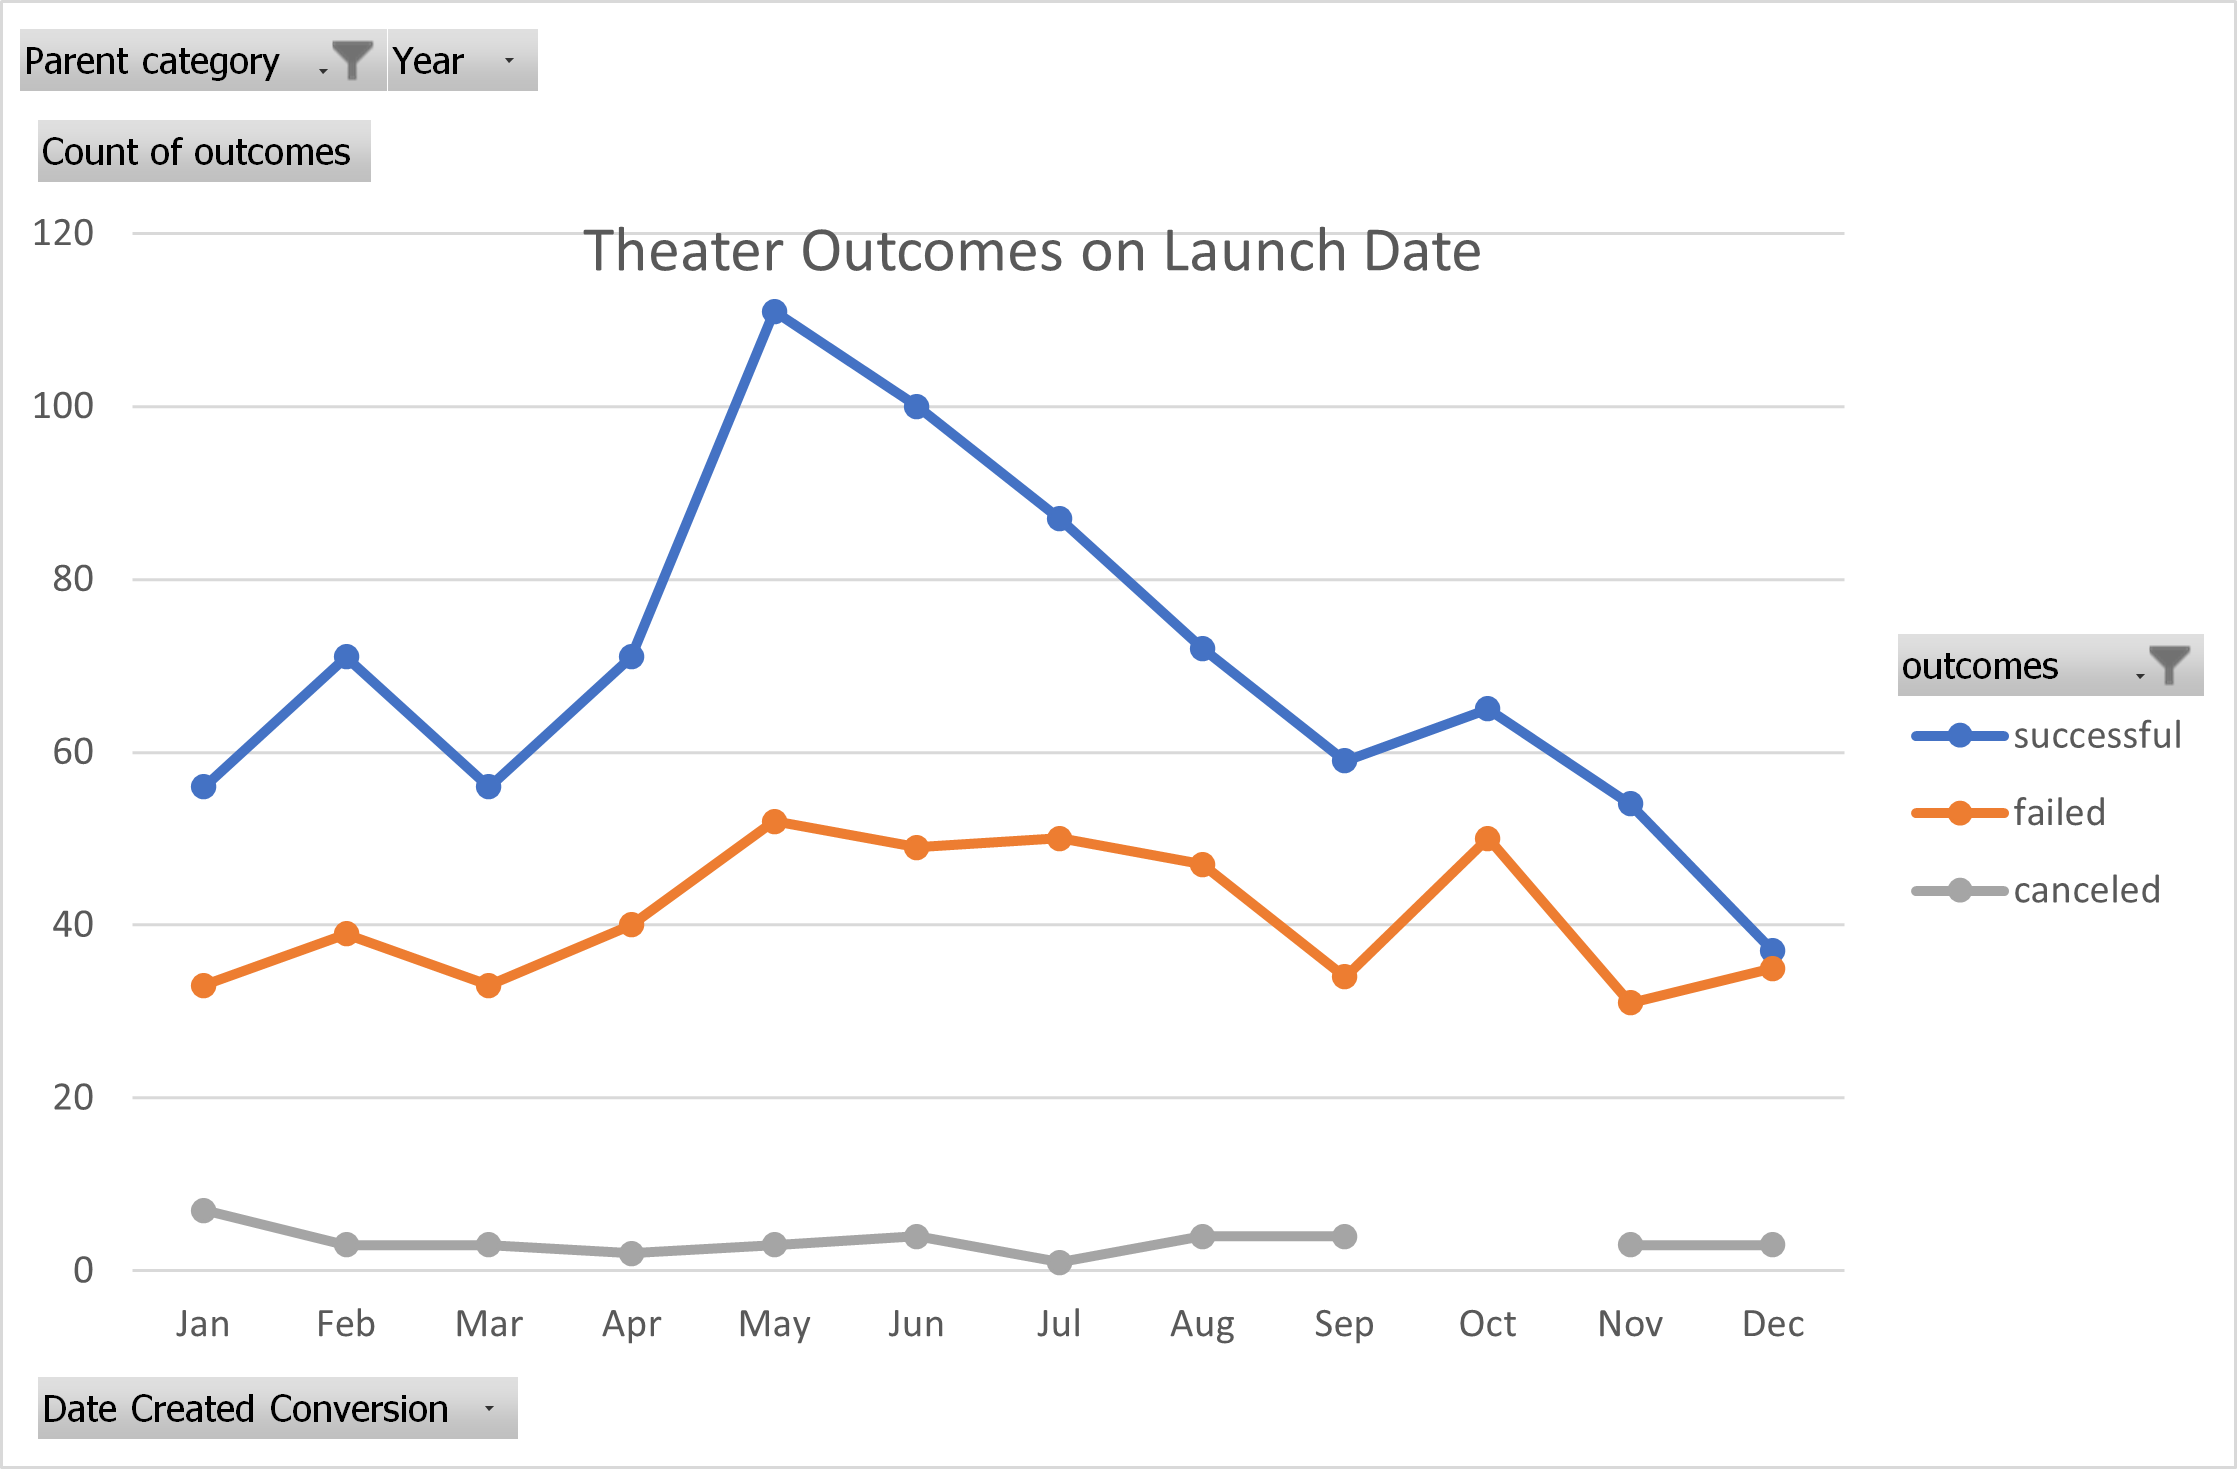 Parent category Year
Count of outcomes
Theater Outcomes on Launch Date
120
100
80
60
40
20
0
Jan Feb Mar Apr May Jun Jul Aug Sep Oct Nov Dec
outcomes
successful
failed
canceled
Date Created Conversion